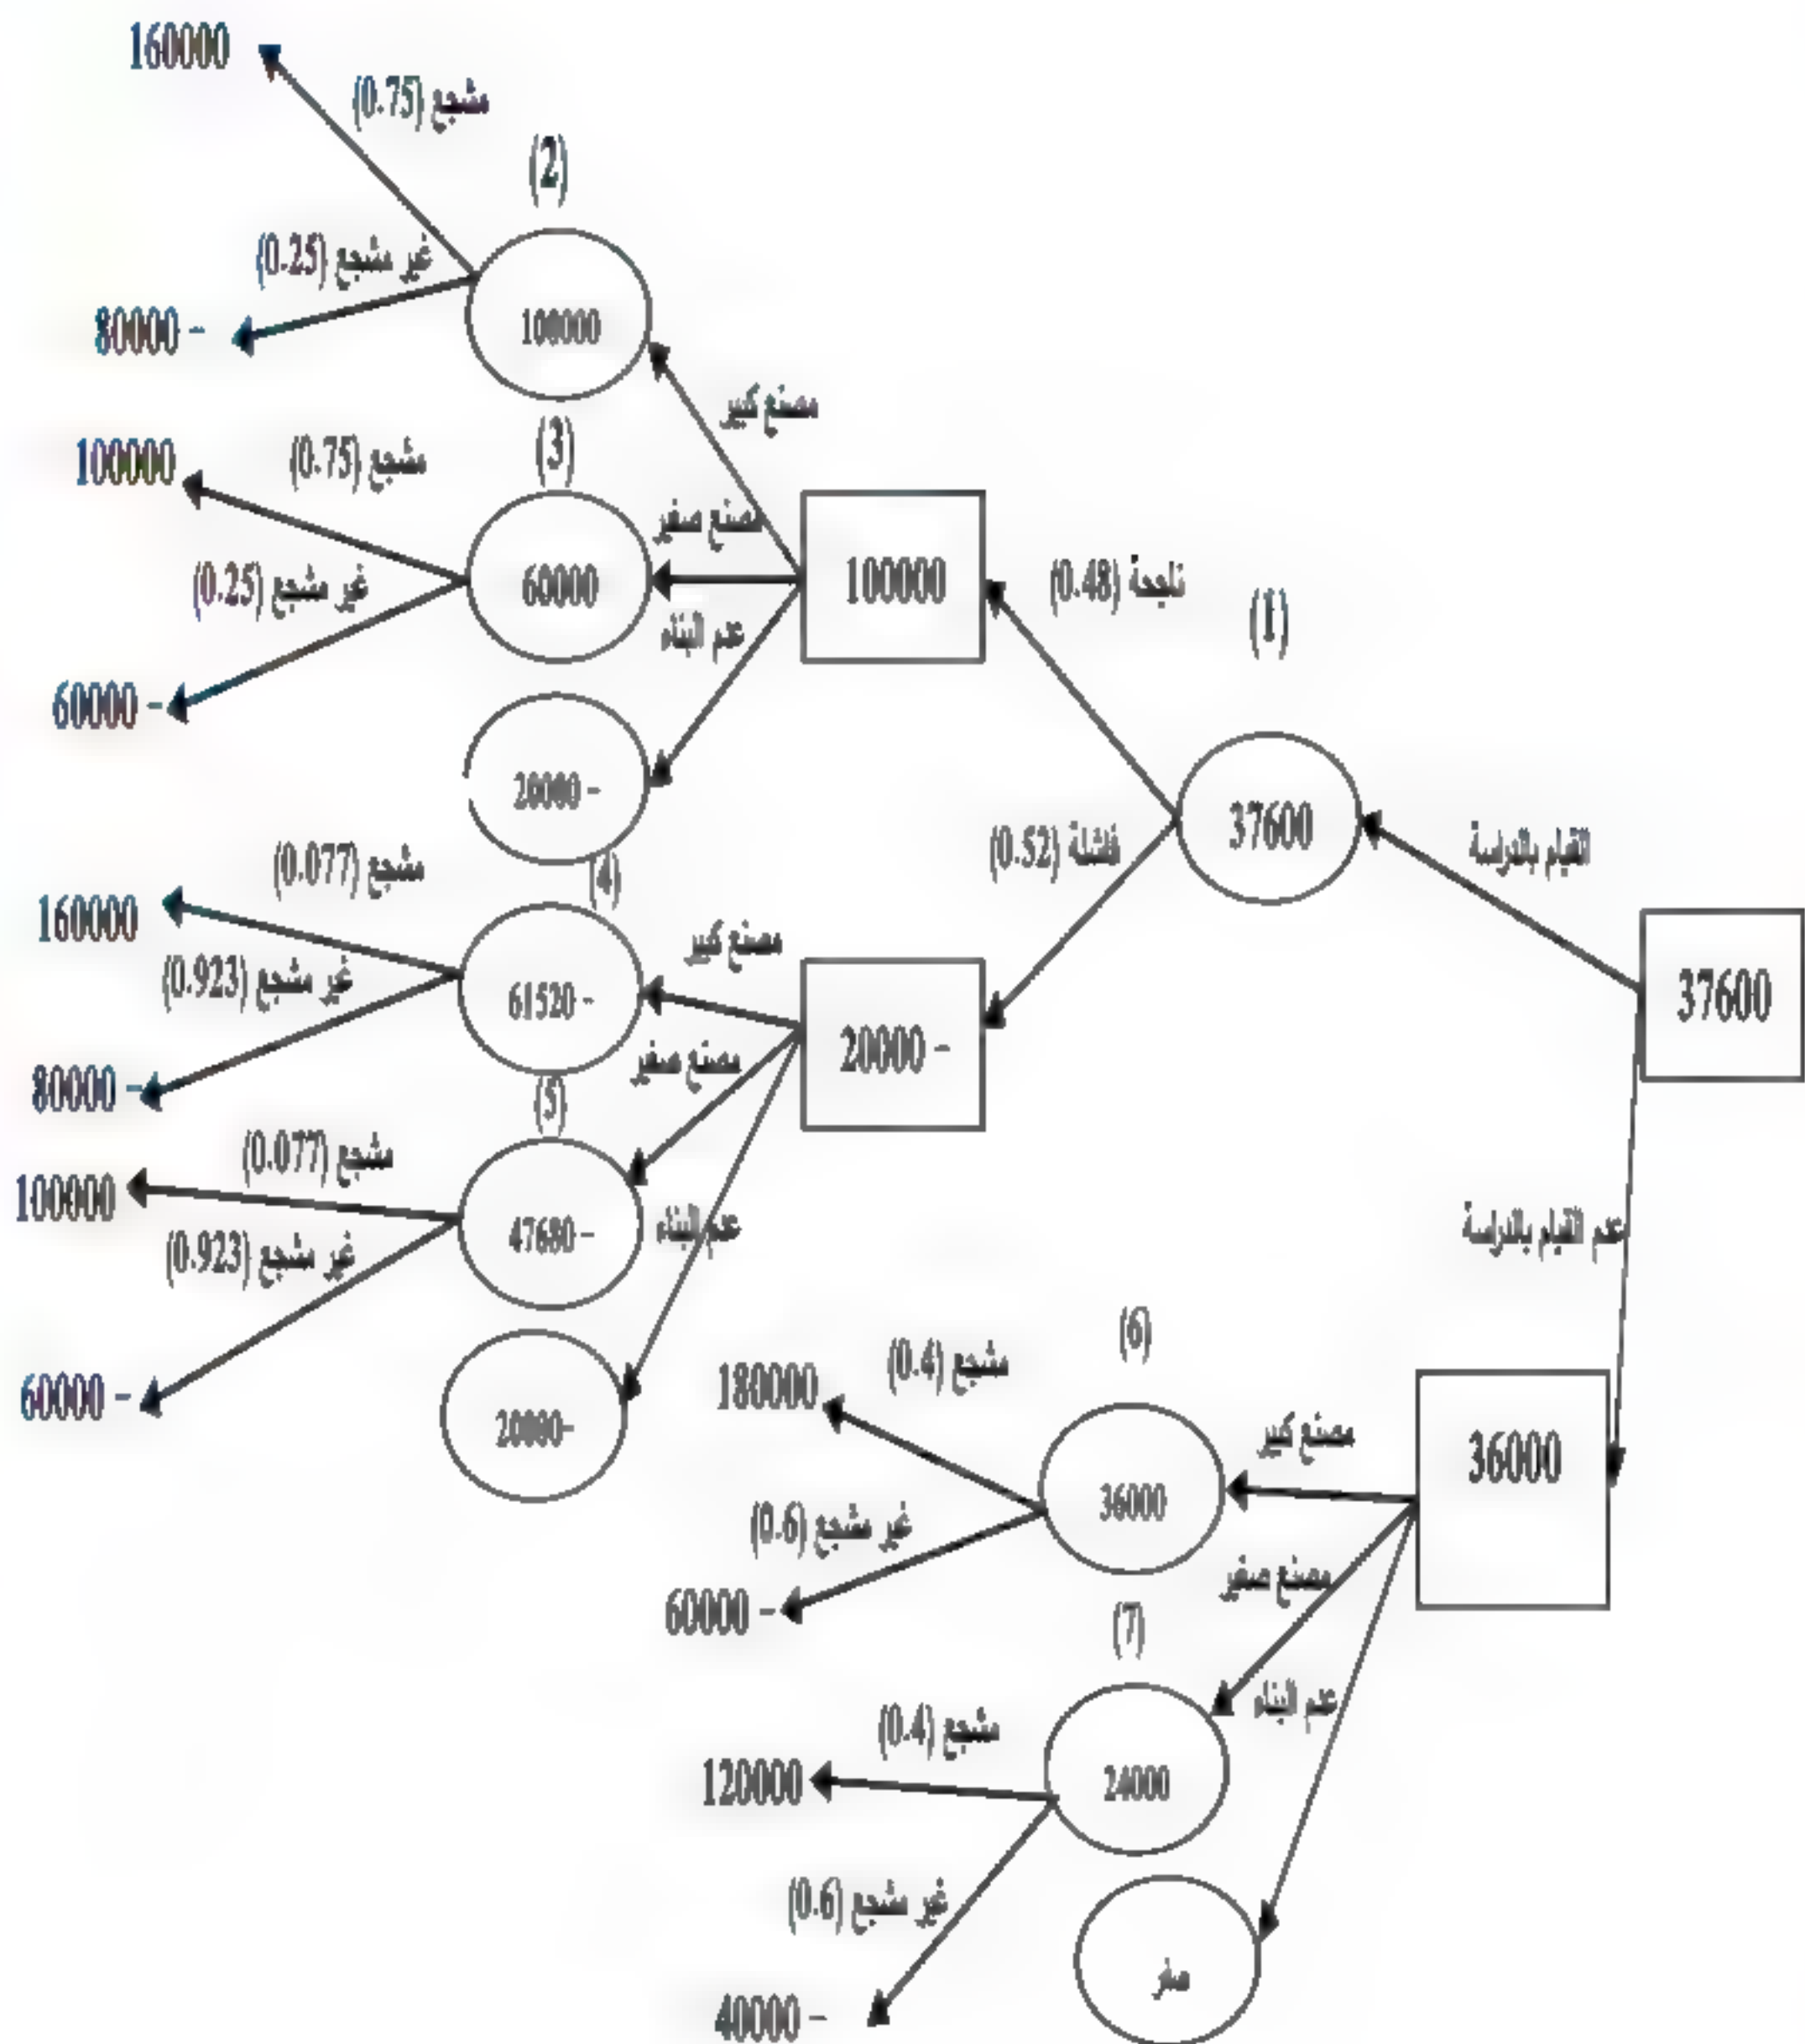 160000
مشجع (0.75)
(2)
غير مشجع (0.25)
80000 -
100000
مصنع كبير
(3)
مشجع (0.75)
100000
مصنع صغير
60000
100000
غير مشجع (0.25)
عدم البناء
60000 -
20000 -
ناجحة (0.48)
(1)
37600
القيام بالدراسة
فاشلة (0.52)
37600
(4)
مشجع (0.077)
160000
مصنع كبير
غير مشجع (0.923)
61520 -
20000 -
80000 -
مصنع صغير
(5)
مشجع (0.077)
100000
47680 -
عدم البناء
غير مشجع (0.923)
60000 -
20000-
عدم القيام بالدراسة
(6)
مشجع (0.4)
180000
مصنع كبير
36000
36000
غير مشجع (0.6)
60000 -
مصنع صغير
(7)
عدم البناء
مشجع (0.4)
120000
24000
غير مشجع (0.6)
صفر
40000 -